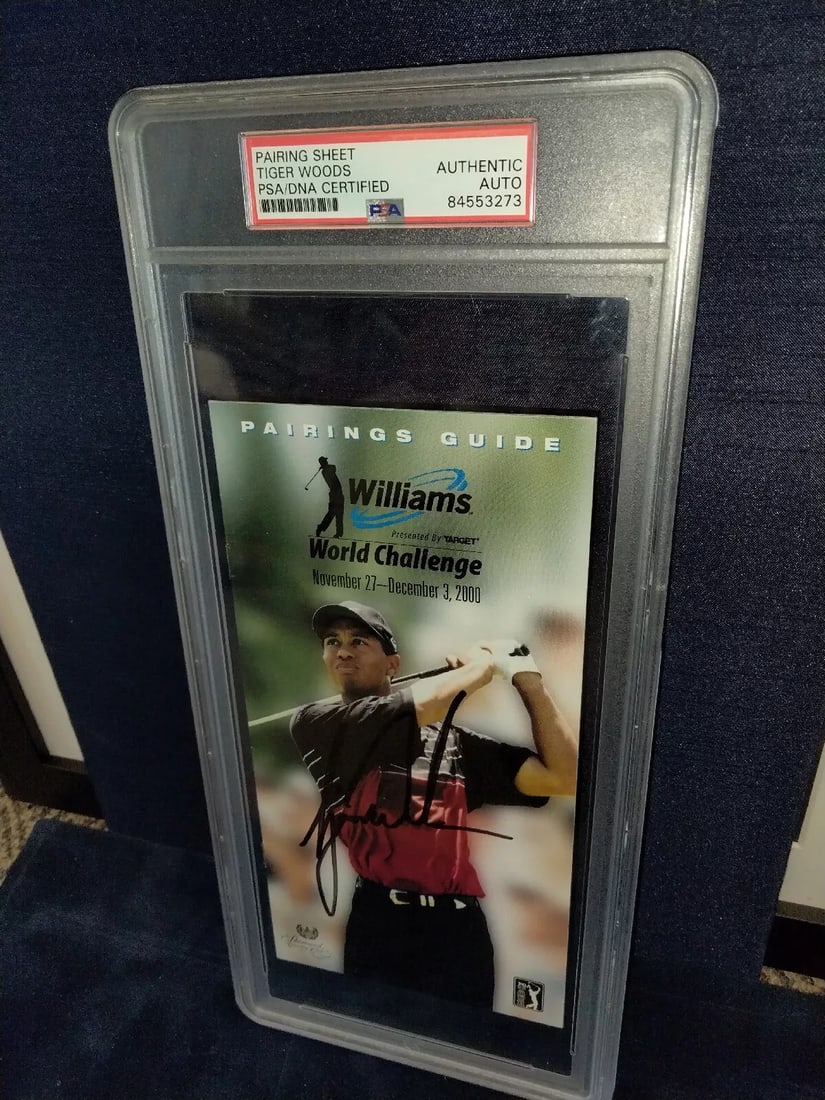 PAIRING SHEET
TIGER WOODS
PSA/DNA CERTIFIED
AUTHENTIC
AUTO
84553273
PSA
PAIRINGS GUIDE
Williams
Presented By TARGET
World Challenge
November 27–December 3, 2000